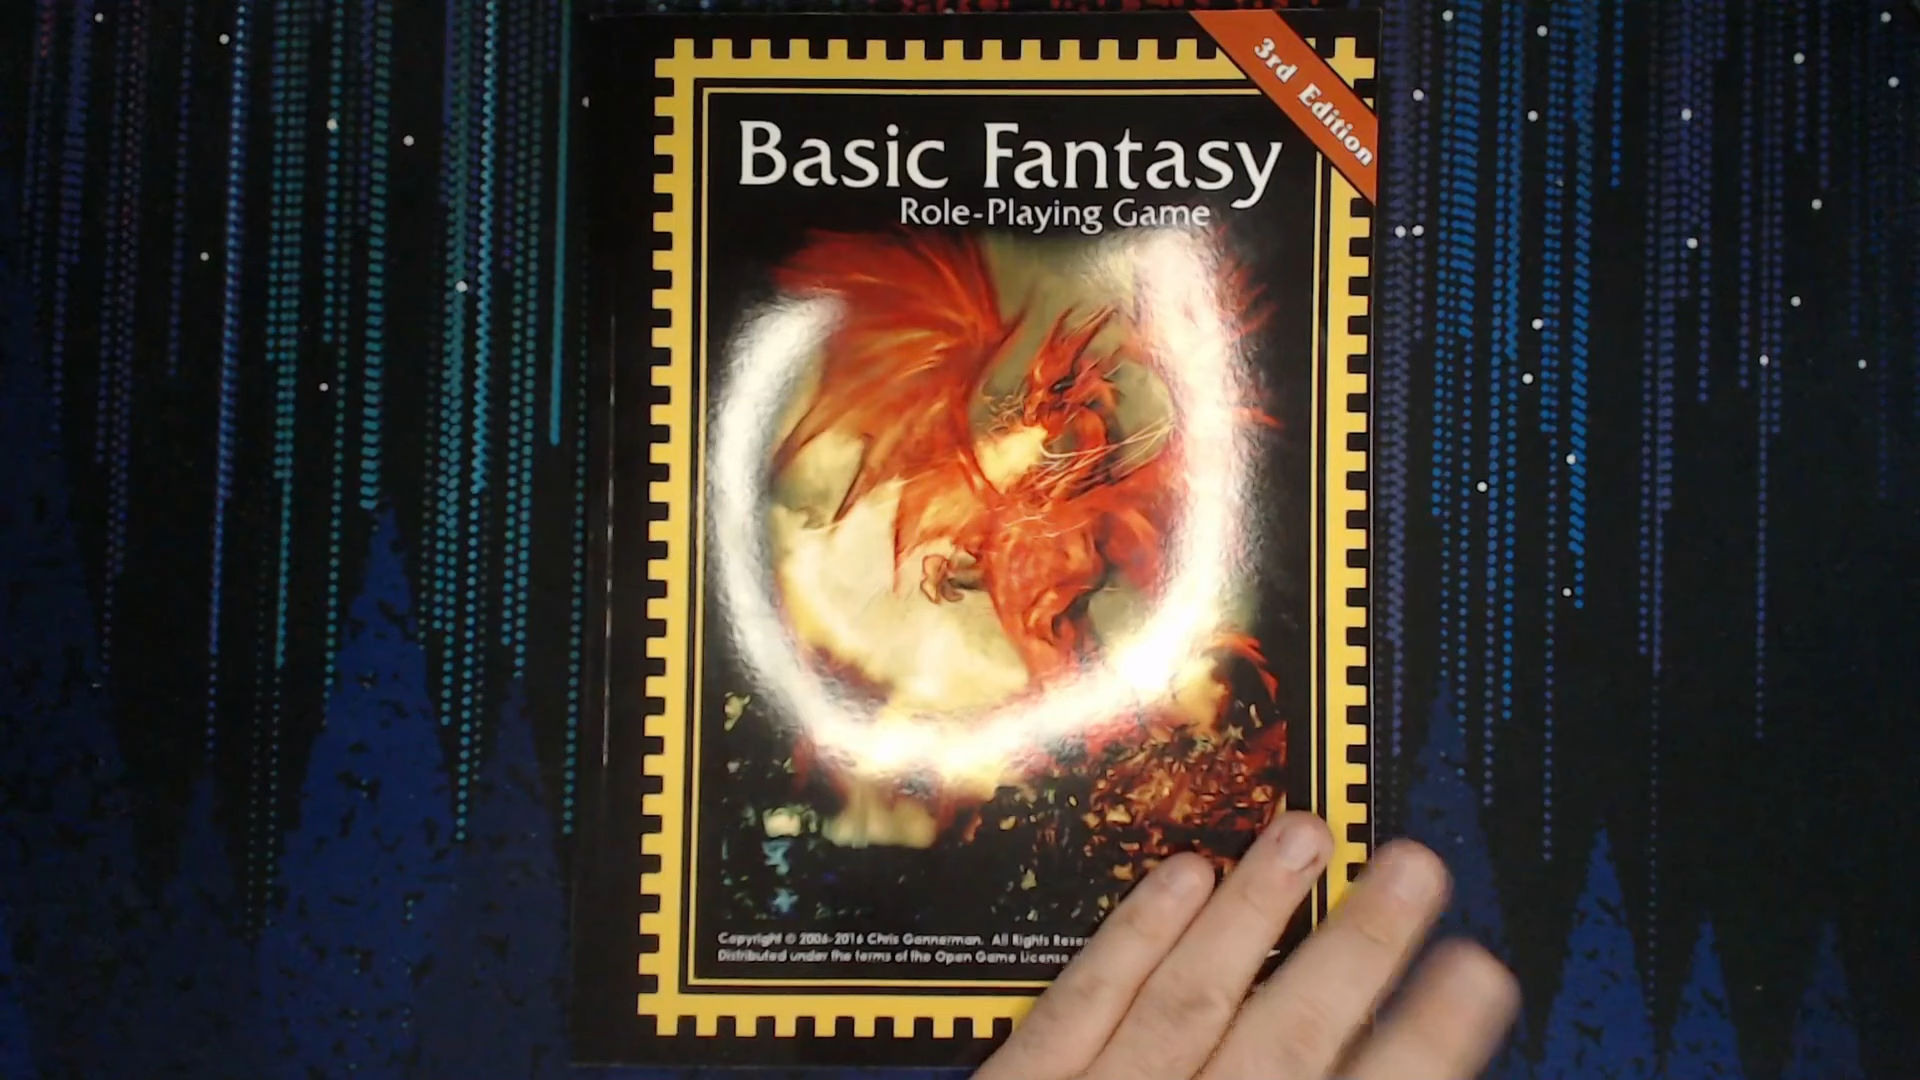 3rd Edition
Basic Fantasy
Role-Playing Game
Copyright © 2006-2016 Chris Gonnerman. All Rights
Distributed under the terms of the Open Game License